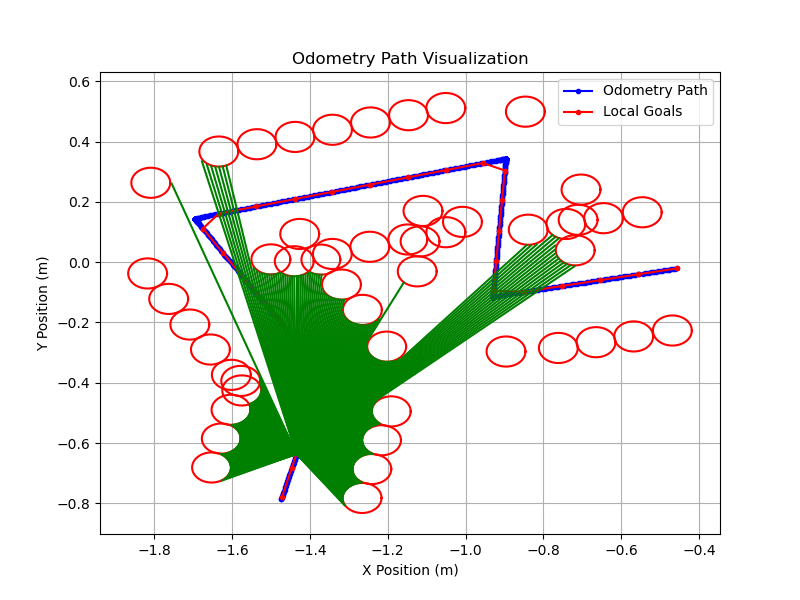 Odometry Path Visualization
Odometry Path
Local Goals
Y Position (m)
0.6
0.4
0.2
0.0
−0.2
−0.4
−0.6
−0.8
−1.8 −1.6 −1.4 −1.2 −1.0 −0.8 −0.6 −0.4
X Position (m)